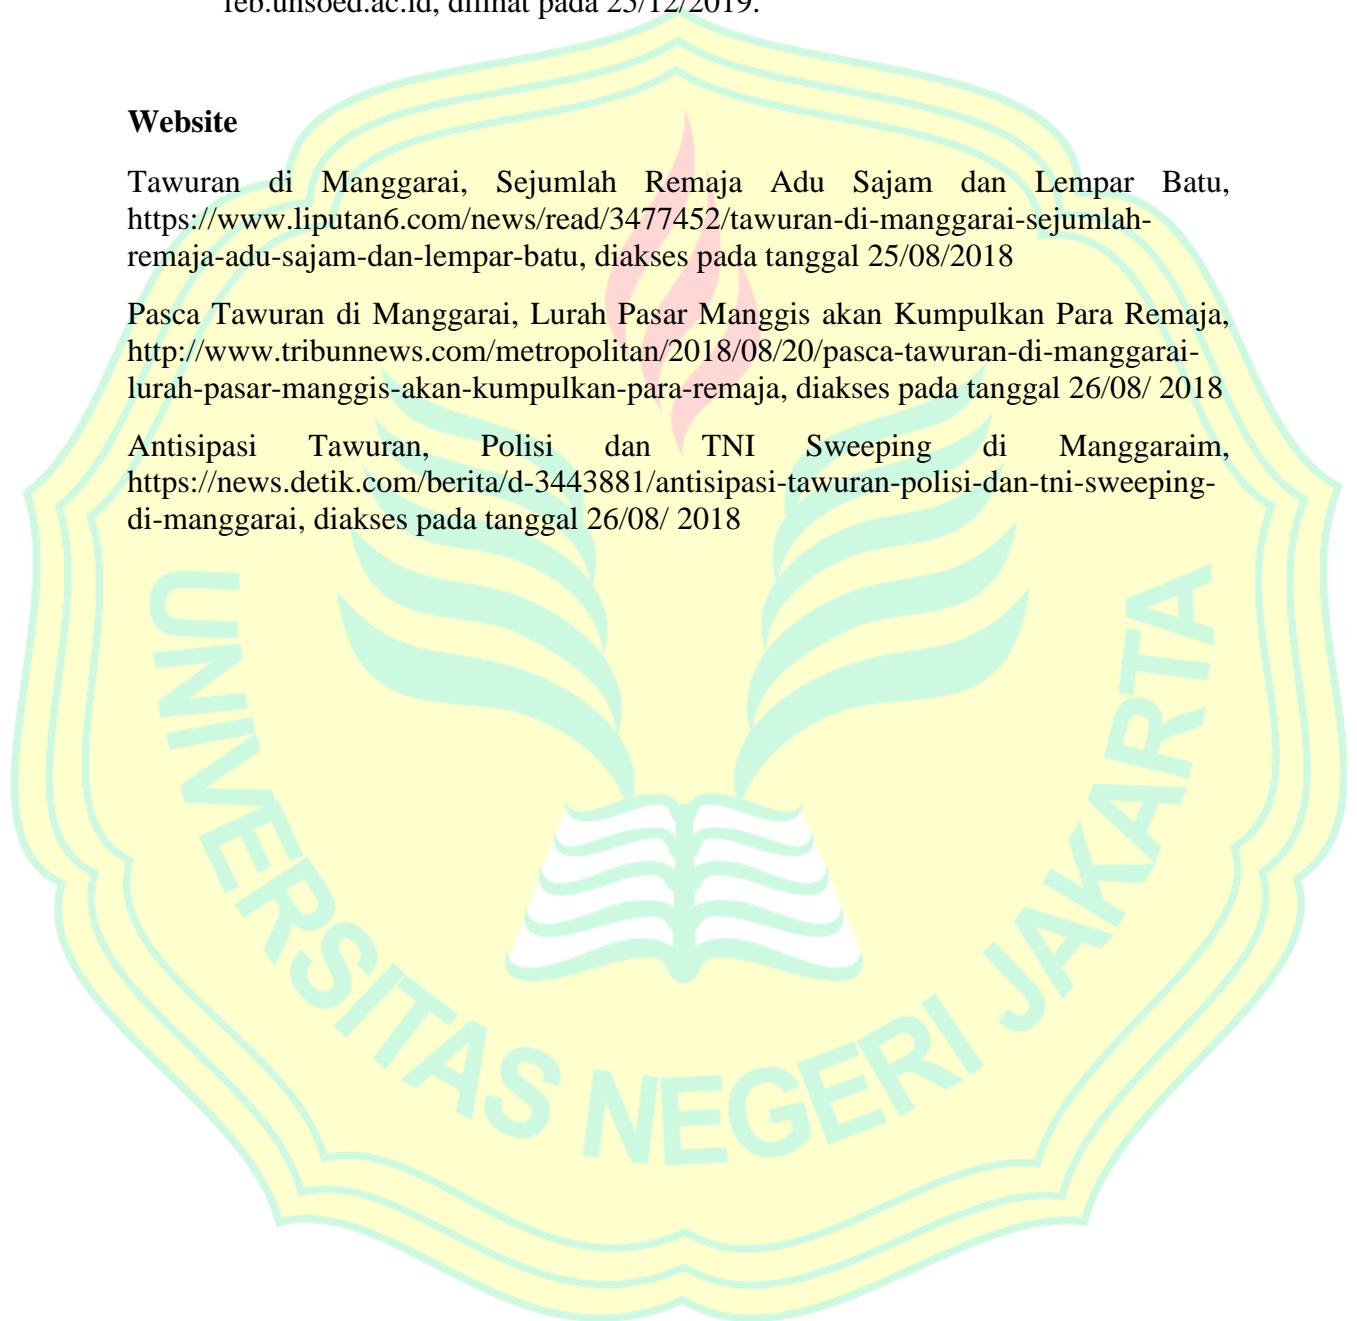 feb.unsoed.ac.id, dilihat pada 25/12/2019.
Website
Tawuran di Manggarai, Sejumlah Remaja Adu Sajam dan Lempar Batu,
https://www.liputan6.com/news/read/3477452/tawuran-di-manggarai-sejumlah-
remaja-adu-sajam-dan-lempar-batu, diakses pada tanggal 25/08/2018
Pasca Tawuran di Manggarai, Lurah Pasar Manggis akan Kumpulkan Para Remaja,
http://www.tribunnews.com/metropolitan/2018/08/20/pasca-tawuran-di-manggarai-
lurah-pasar-manggis-akan-kumpulkan-para-remaja, diakses pada tanggal 26/08/ 2018
Antisipasi Tawuran, Polisi dan TNI Sweeping di Manggaraim,
https://news.detik.com/berita/d-3443881/antisipasi-tawuran-polisi-dan-tni-sweeping-
di-manggarai, diakses pada tanggal 26/08/ 2018
UNIVERSITAS NEGERI JAKARTA